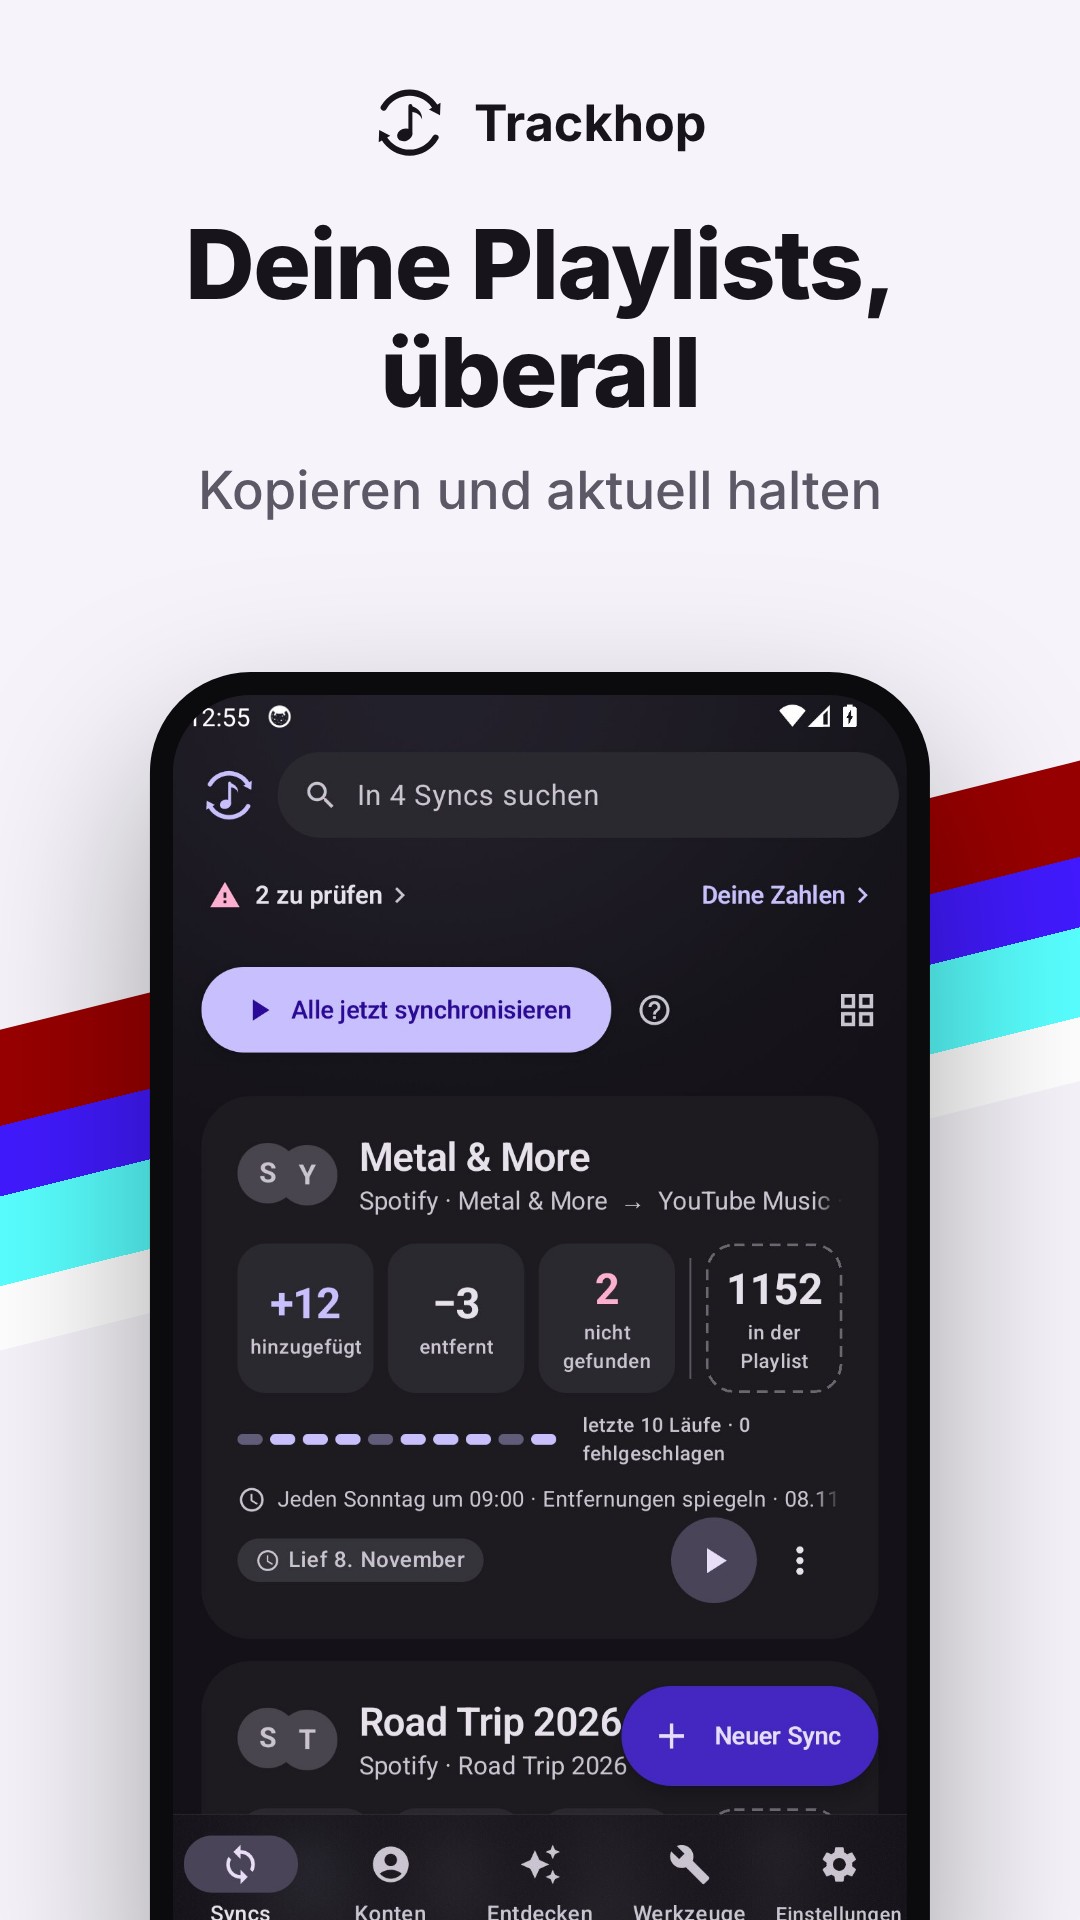 Trackhop
Deine Playlists,
überall
Kopieren und aktuell halten
12:55
In 4 Syncs suchen
2 zu prüfen
Deine Zahlen
Alle jetzt synchronisieren
S Y
Metal & More
Spotify · Metal & More → YouTube Music
+12
hinzugefügt
−3
entfernt
2
nicht
gefunden
1152
in der
Playlist
letzte 10 Läufe · 0
fehlgeschlagen
Jeden Sonntag um 09:00 · Entfernungen spiegeln · 08.11
Lief 8. November
S T
Road Trip 2026
Spotify · Road Trip 2026
Neuer Sync
Syncs
Konten
Entdecken
Werkzeuge
Einstellungen